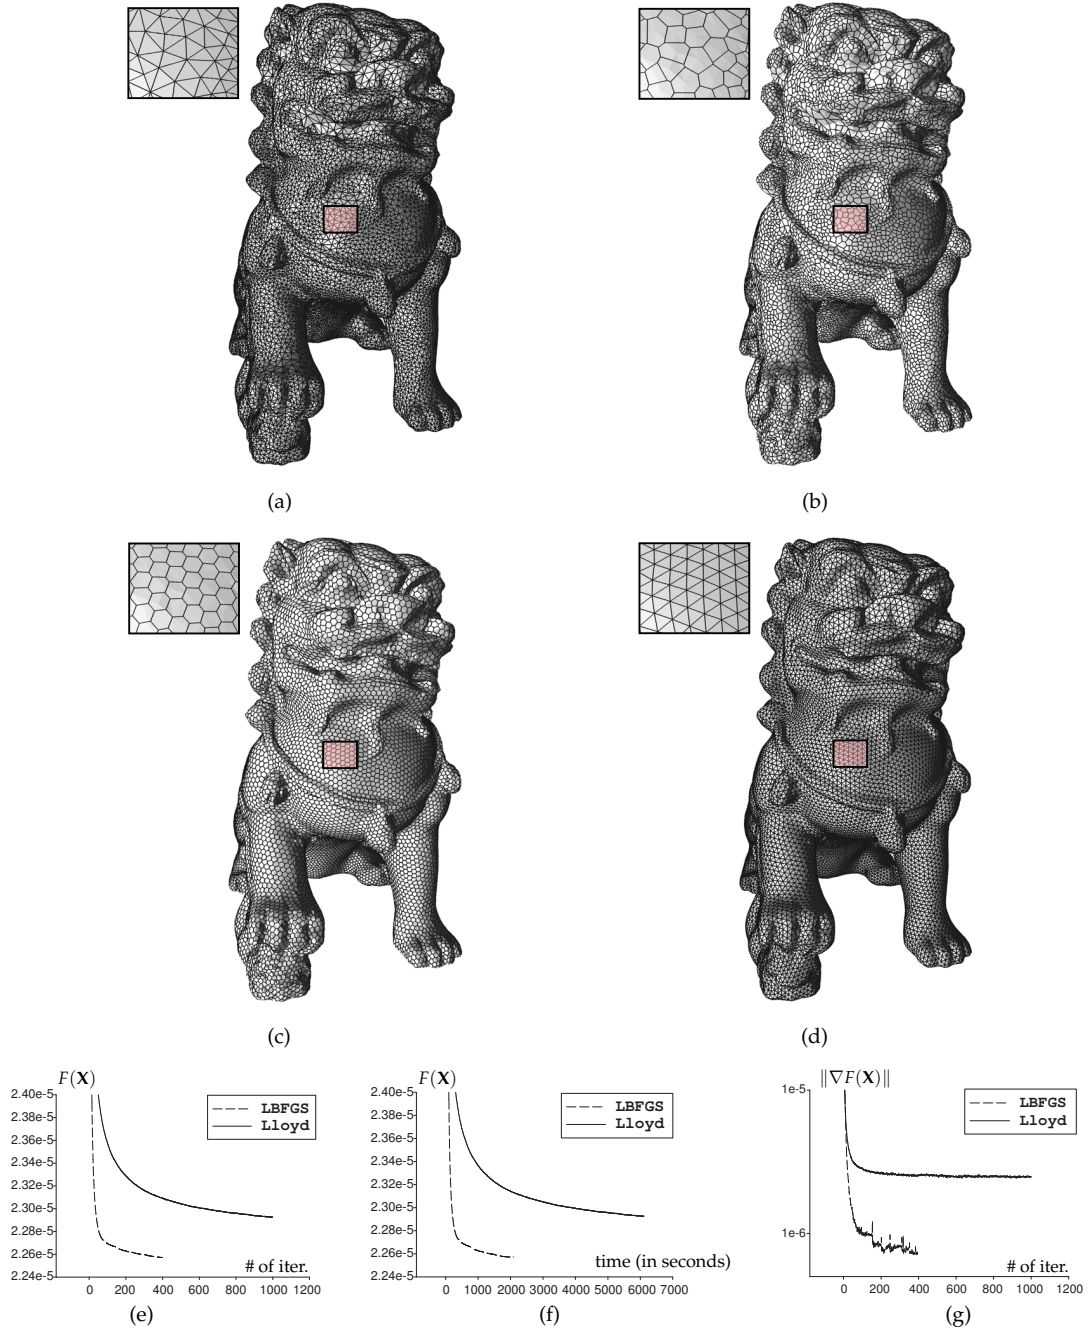 (a)
(b)
(c)
(d)
F(X)
2.40e-5
2.38e-5
2.36e-5
2.34e-5
2.32e-5
2.30e-5
2.28e-5
2.26e-5
2.24e-5
LBFGS
Lloyd
# of iter.
0 200 400 600 800 1000 1200
(e)
F(X)
2.40e-5
2.38e-5
2.36e-5
2.34e-5
2.32e-5
2.30e-5
2.28e-5
2.26e-5
2.24e-5
LBFGS
Lloyd
time (in seconds)
0 1000 2000 3000 4000 5000 6000 7000
(f)
‖∇F(X)‖
1e-5
1e-6
LBFGS
Lloyd
# of iter.
0 200 400 600 800 1000 1200
(g)